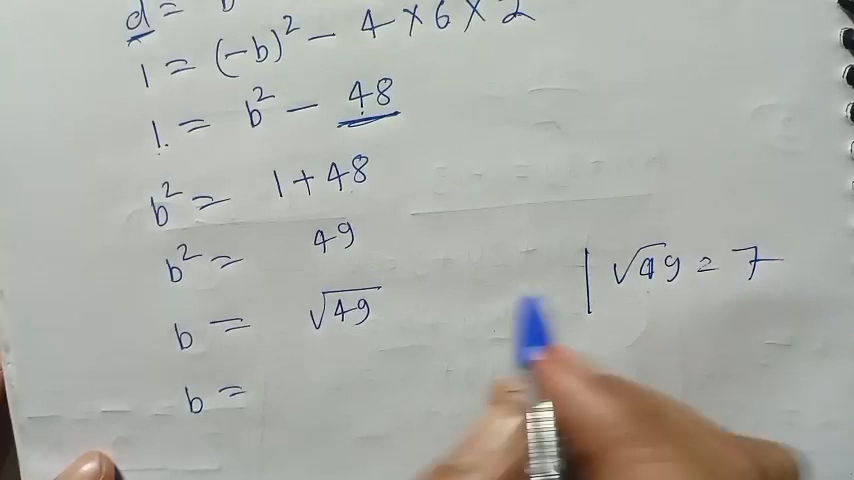 d =
1 = (-b)² - 4 × 6 × 2
1. = b² - 48
b² = 1 + 48
b² = 49
b = √49
b =
√49 = 7